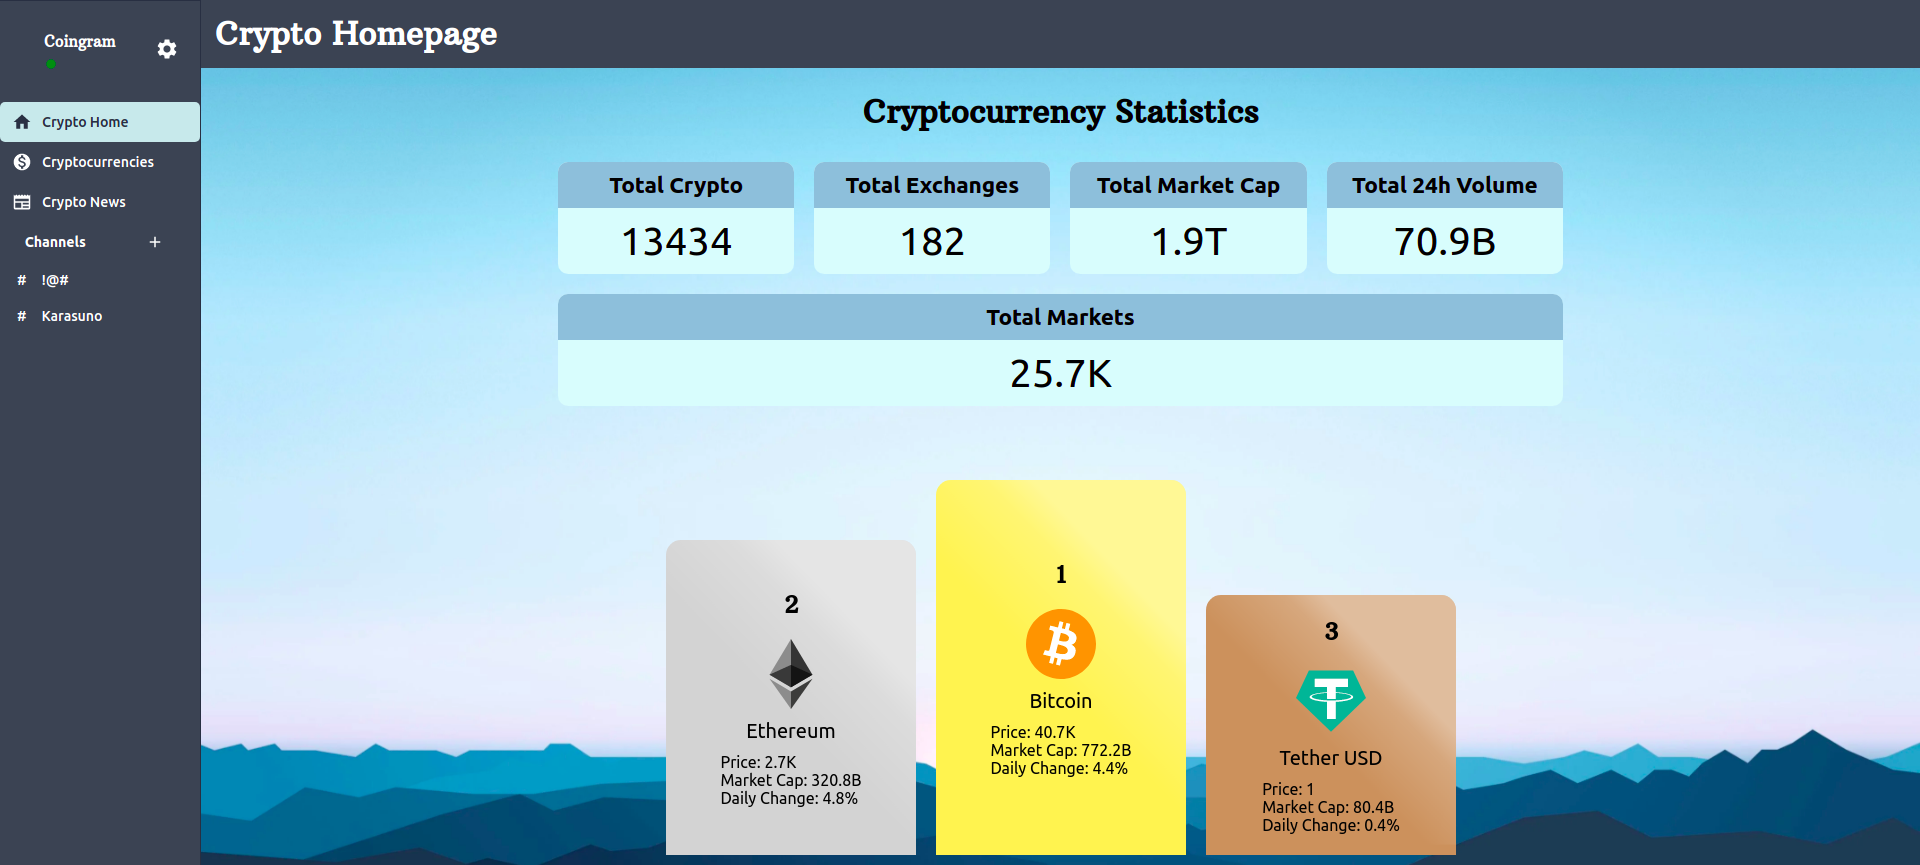 Coingram
Crypto Home
Cryptocurrencies
Crypto News
Channels +
# !@#
# Karasuno
Crypto Homepage
Cryptocurrency Statistics
Total Crypto
13434
Total Exchanges
182
Total Market Cap
1.9T
Total 24h Volume
70.9B
Total Markets
25.7K
2
Ethereum
Price: 2.7K
Market Cap: 320.8B
Daily Change: 4.8%
1
Bitcoin
Price: 40.7K
Market Cap: 772.2B
Daily Change: 4.4%
3
Tether USD
Price: 1
Market Cap: 80.4B
Daily Change: 0.4%